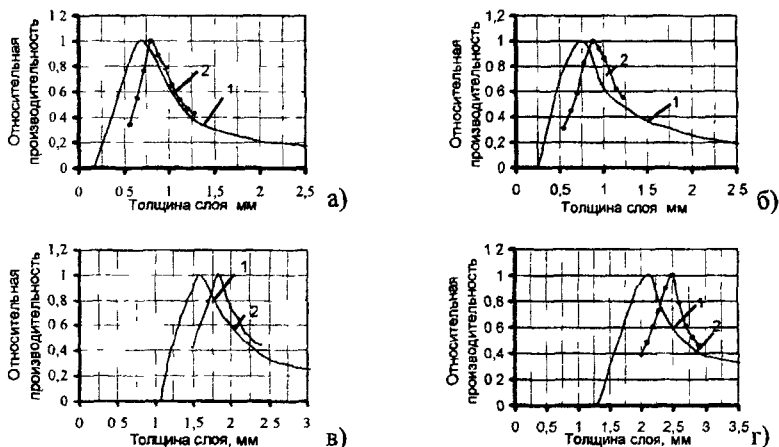 Относительная
производительность
1,2
1
0 8
0 6
0,4
0,2
0
2
1
0 0 5 1 1,5 2 2,5
Толщина слоя мм
а)
Относительная
производительность
1,2
1
0 8
0 6
0,4
0,2
0
2
1
0 0,5 1 1 5 2 2 5
Толщина слоя, мм
б)
Относительная
производительность
1,2
1
0,8
0 6
0,4
0,2
0
1
2
0 0,5 1 1,5 2 2,5 3
Толщина слоя, мм
в)
Относительная
производительность
1 2
1
0 8
0 6
0 4
0 2
0
1
2
0 0,5 1 1,5 2 2,5 3 3,5
Толщина слоя, мм
г)